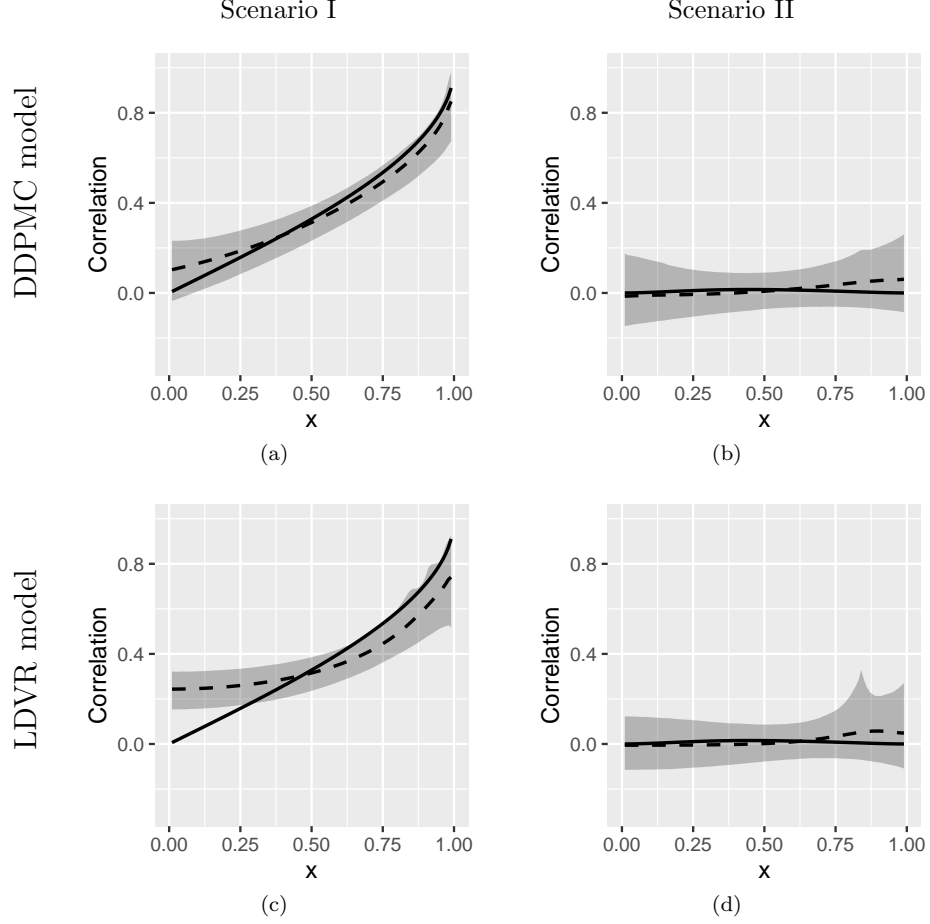 Scenario I
Scenario II
DDPMC model
Correlation
0.8
0.4
0.0
0.00 0.25 0.50 0.75 1.00
x
(a)
Correlation
0.8
0.4
0.0
0.00 0.25 0.50 0.75 1.00
x
(b)
LDVR model
Correlation
0.8
0.4
0.0
0.00 0.25 0.50 0.75 1.00
x
(c)
Correlation
0.8
0.4
0.0
0.00 0.25 0.50 0.75 1.00
x
(d)